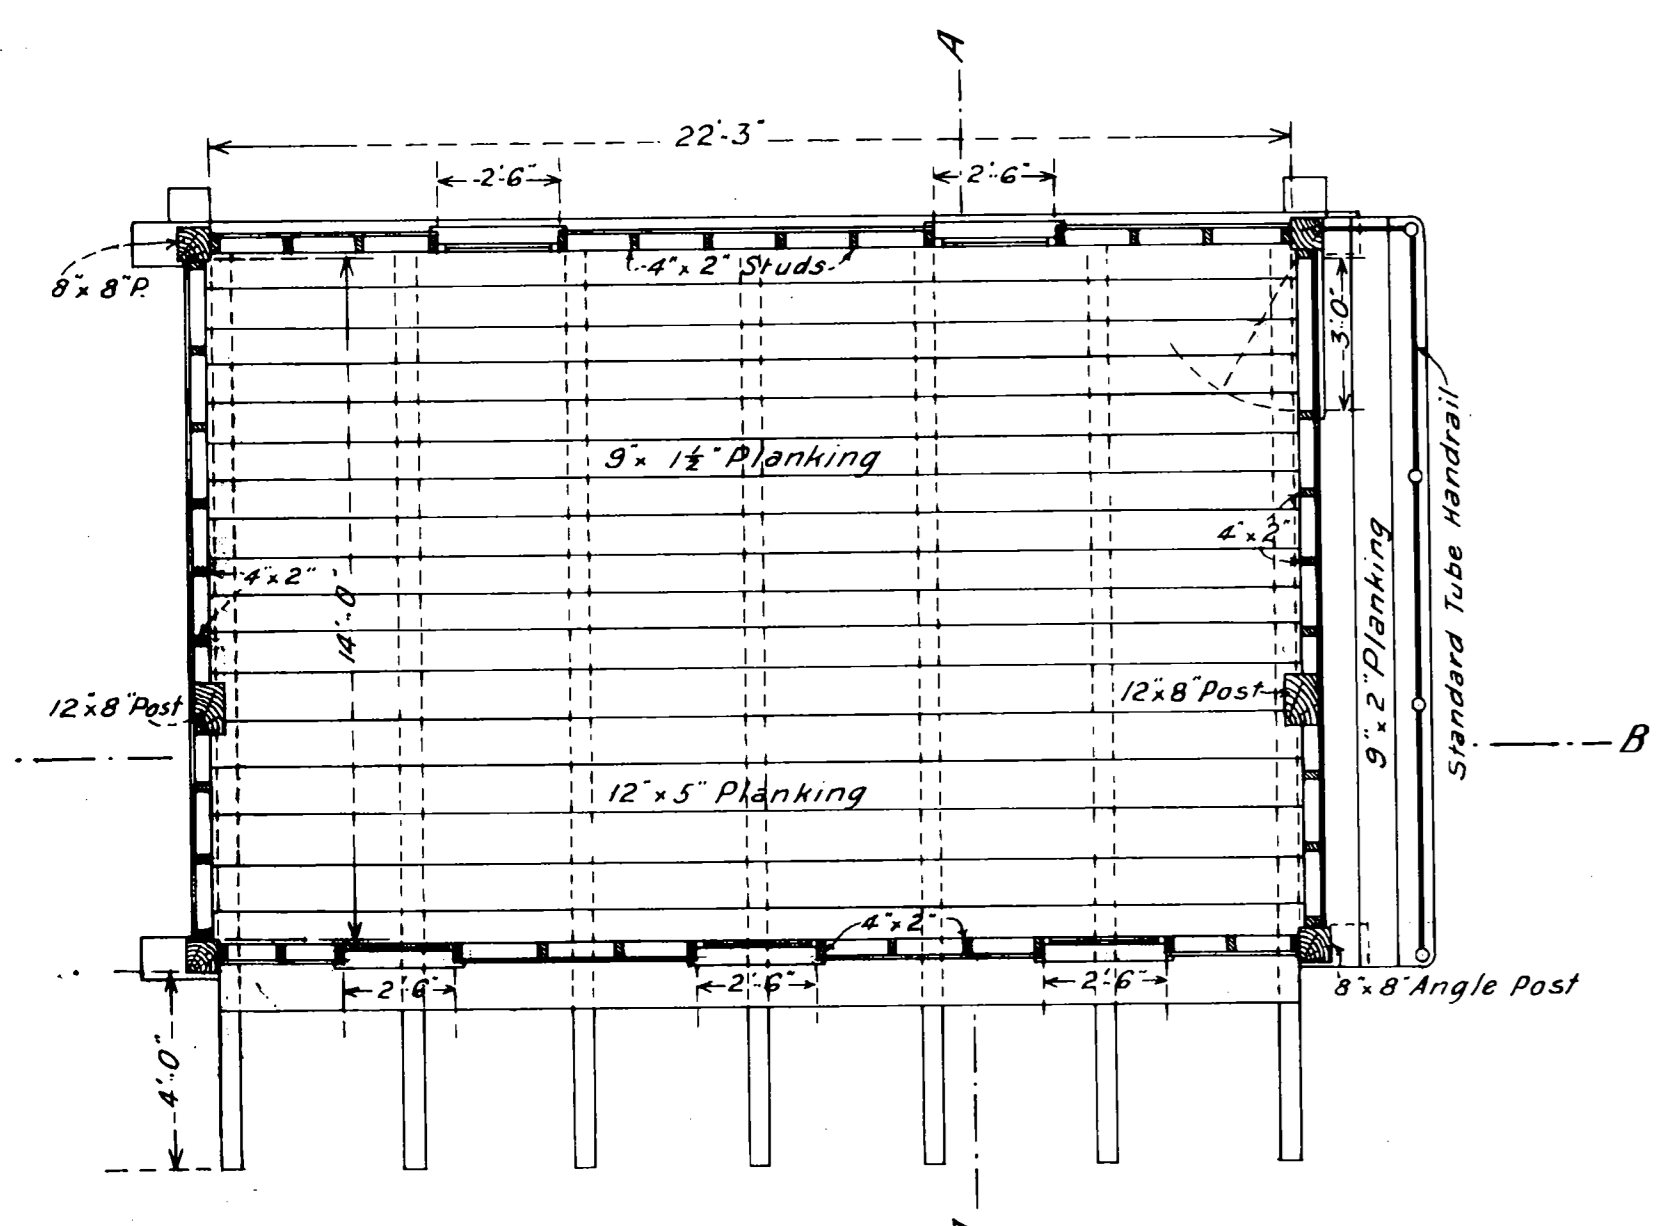 A
22'-3"
2'-6"
2'-6"
4"x 2" Studs
8"x 8"P.
3'-0"
9"x 1½" Planking
Standard Tube Handrail
4"x 2"
4"x 2"
14'-0"
9"x 2" Planking
12"x 8" Post
12"x 8" Post
B
12"x 5" Planking
4"x 2"
2'-6"
2'-6"
2'-6"
8"x 8" Angle Post
4'-0"